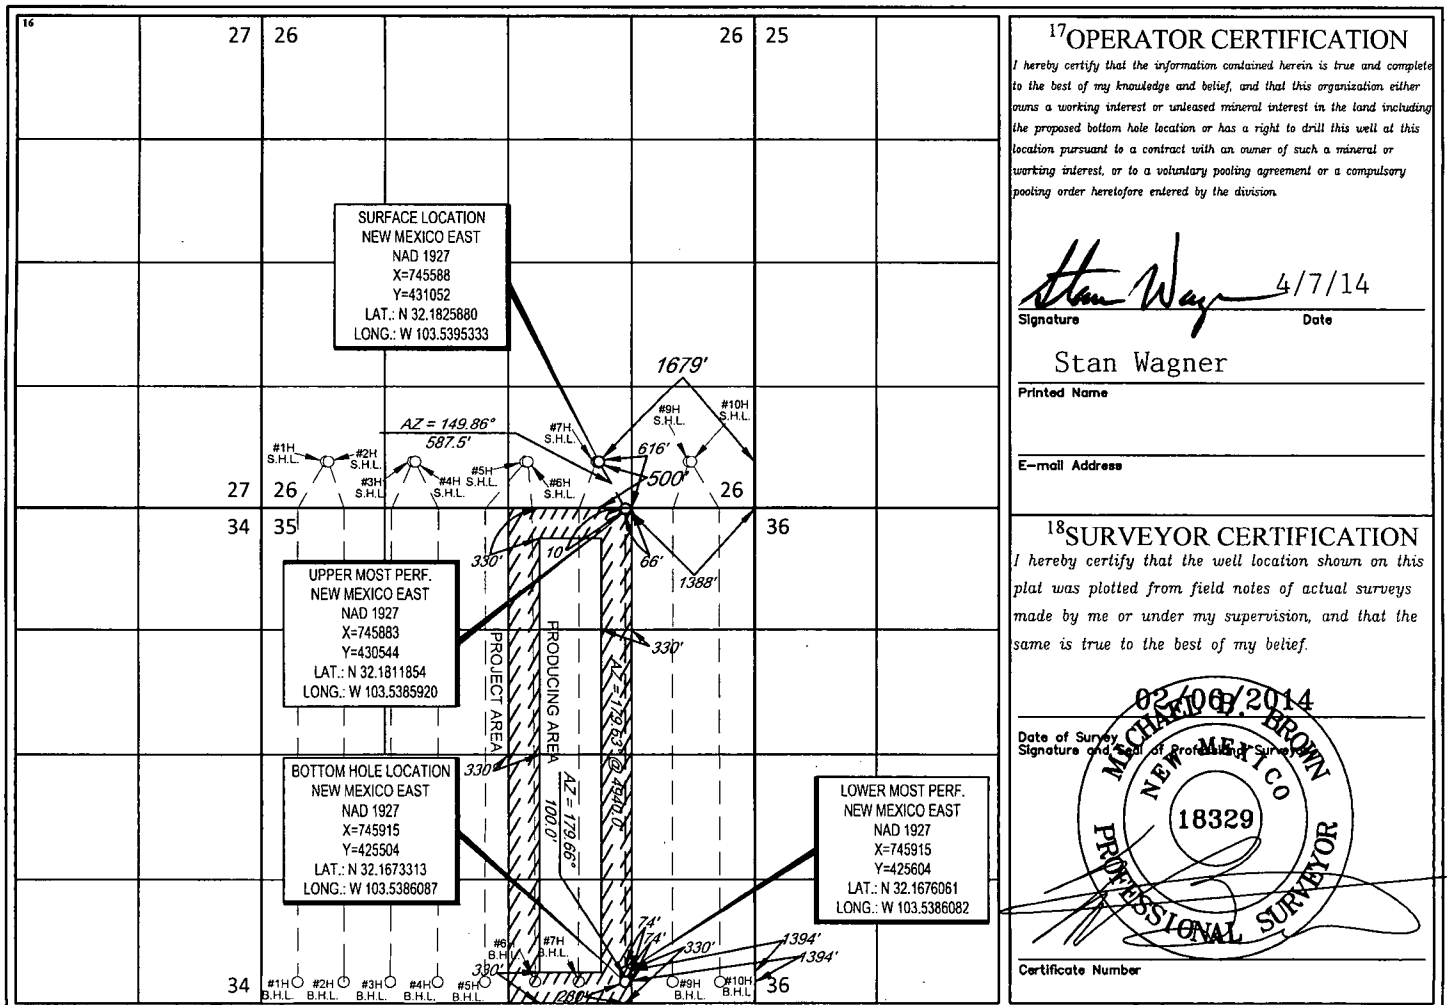 16
27 26
26 25
SURFACE LOCATION
NEW MEXICO EAST
NAD 1927
X=745588
Y=431052
LAT.: N 32.1825880
LONG.: W 103.5395333
1679'
AZ = 149.86°
587.5'
#1H
S.H.L.
#2H
S.H.L.
#3H
S.H.L.
#4H
S.H.L.
#5H
S.H.L.
#6H
S.H.L.
#7H
S.H.L.
#9H
S.H.L.
#10H
S.H.L.
616'
500'
27 26
26
34 35
36
330'
10'
66'
1388'
UPPER MOST PERF.
NEW MEXICO EAST
NAD 1927
X=745883
Y=430544
LAT.: N 32.1811854
LONG.: W 103.5385920
PROJECT AREA
PRODUCING AREA
330'
AZ = 179.63° @ 4940.0'
330'
AZ = 179.66°
100.0'
BOTTOM HOLE LOCATION
NEW MEXICO EAST
NAD 1927
X=745915
Y=425504
LAT.: N 32.1673313
LONG.: W 103.5386087
LOWER MOST PERF.
NEW MEXICO EAST
NAD 1927
X=745915
Y=425604
LAT.: N 32.1676061
LONG.: W 103.5386082
74'
74'
330'
1394'
1394'
330'
34
#1H
B.H.L.
#2H
B.H.L.
#3H
B.H.L.
#4H
B.H.L.
#5H
B.H.L.
#6H
B.H.L.
#7H
B.H.L.
#9H
B.H.L.
#10H
B.H.L.
36
17 OPERATOR CERTIFICATION
I hereby certify that the information contained herein is true and complete
to the best of my knowledge and belief, and that this organization either
owns a working interest or unleased mineral interest in the land including
the proposed bottom hole location or has a right to drill this well at this
location pursuant to a contract with an owner of such a mineral or
working interest, or to a voluntary pooling agreement or a compulsory
pooling order heretofore entered by the division.
Stan Wagner 4/7/14
Signature Date
Stan Wagner
Printed Name
E-mail Address
18 SURVEYOR CERTIFICATION
I hereby certify that the well location shown on this
plat was plotted from field notes of actual surveys
made by me or under my supervision, and that the
same is true to the best of my belief.
02/06/2014
Date of Survey
Signature and Seal of Professional Surveyor
MICHAEL B. BROWN
NEW MEXICO
18329
PROFESSIONAL SURVEYOR
Certificate Number